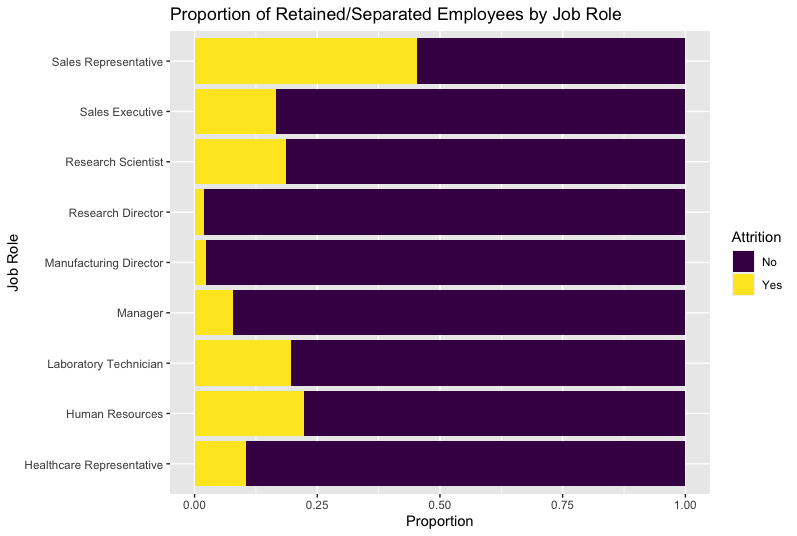 Proportion of Retained/Separated Employees by Job Role
Sales Representative
Sales Executive
Research Scientist
Research Director
Manufacturing Director
Manager
Laboratory Technician
Human Resources
Healthcare Representative
Job Role
0.00 0.25 0.50 0.75 1.00
Proportion
Attrition
No
Yes